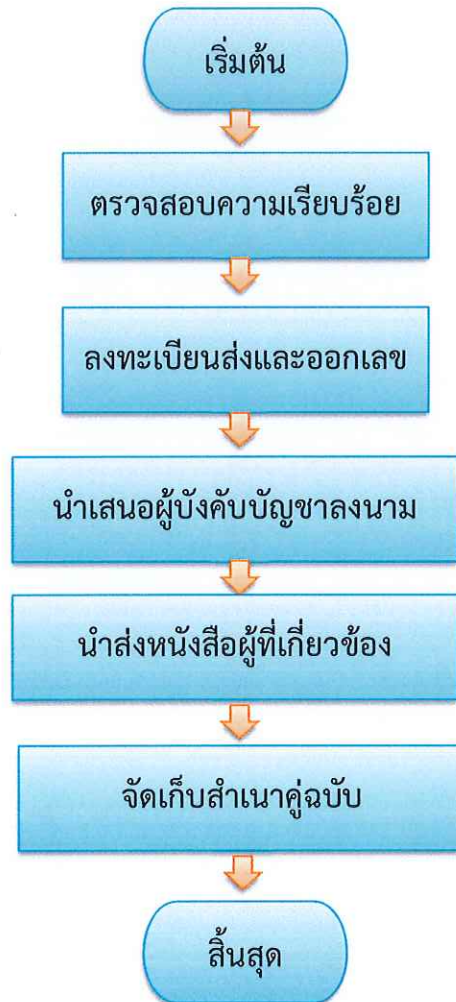 เริ่มต้น
ตรวจสอบความเรียบร้อย
ลงทะเบียนส่งและออกเลข
นำเสนอผู้บังคับบัญชาลงนาม
นำส่งหนังสือผู้ที่เกี่ยวข้อง
จัดเก็บสำเนาคู่ฉบับ
สิ้นสุด